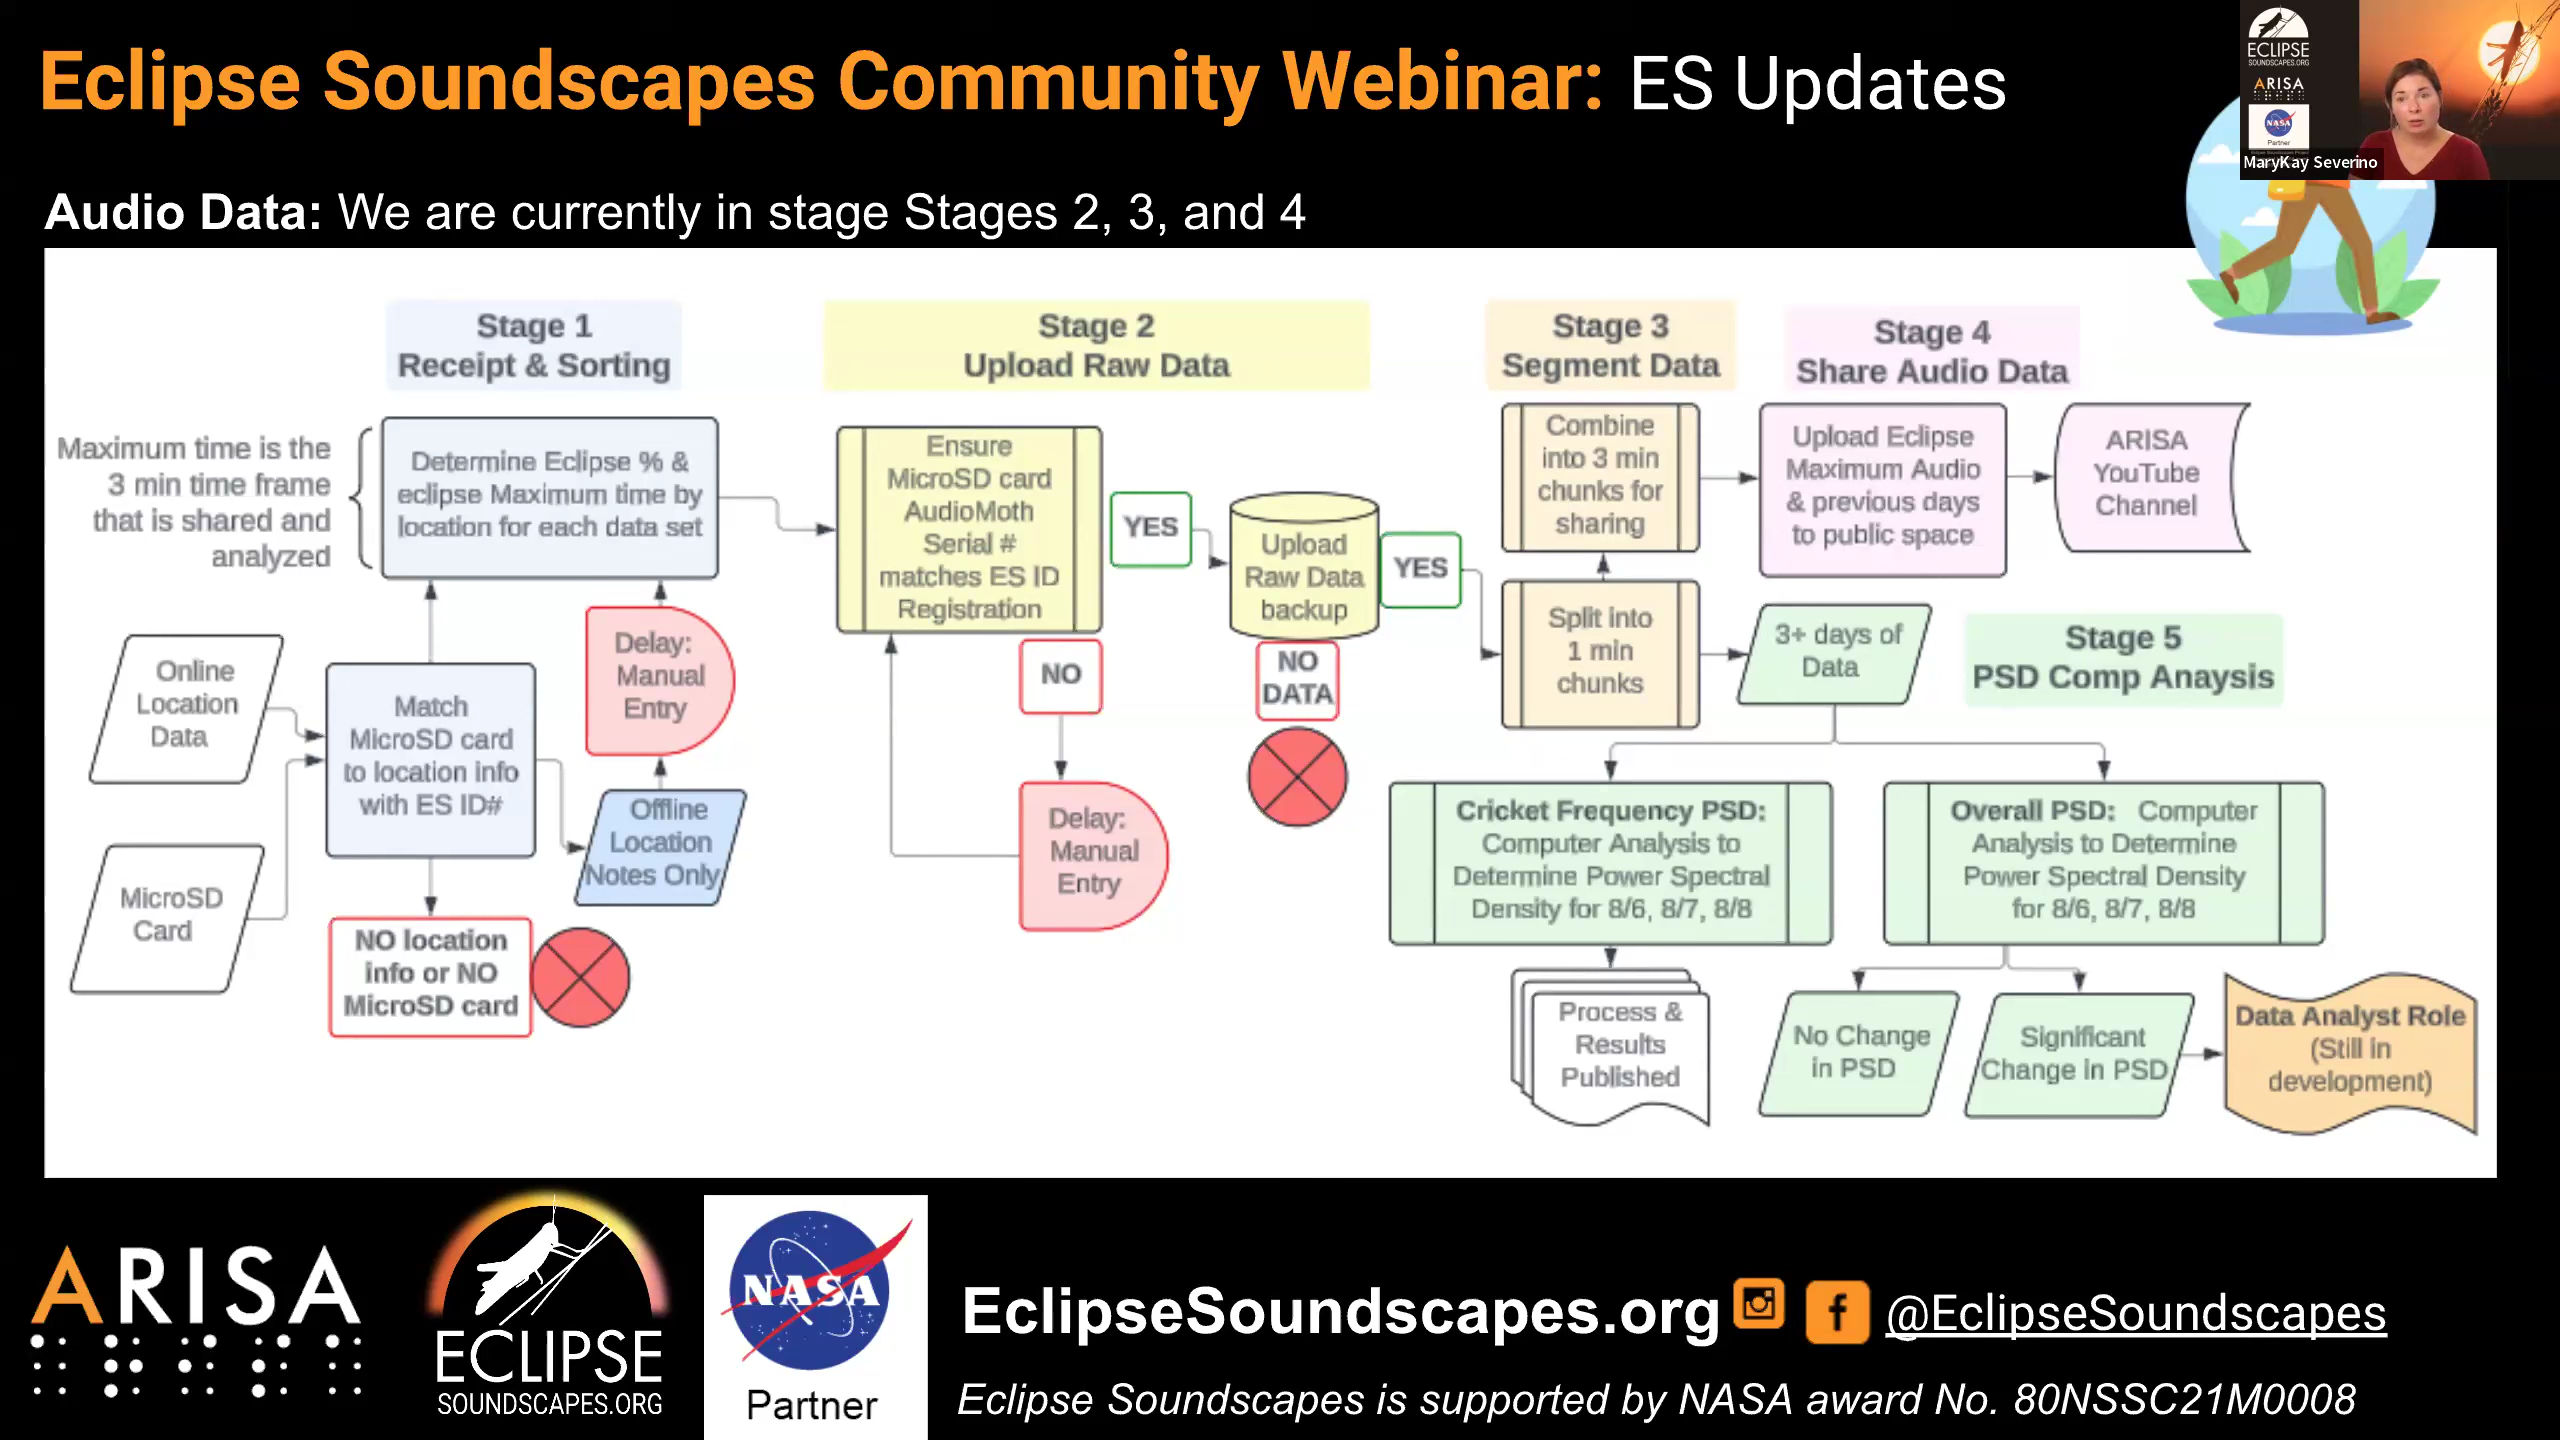 Eclipse Soundscapes Community Webinar: ES Updates
ECLIPSE
SOUNDSCAPES.ORG
ARISA
NASA
Partner
MaryKay Severino
Audio Data: We are currently in stage Stages 2, 3, and 4
Stage 1
Receipt & Sorting
Maximum time is the
3 min time frame
that is shared and
analyzed
Determine Eclipse % &
eclipse Maximum time by
location for each data set
Online
Location
Data
MicroSD
Card
Match
MicroSD card
to location info
with ES ID#
Delay:
Manual
Entry
Offline
Location
Notes Only
NO location
info or NO
MicroSD card
Stage 2
Upload Raw Data
Ensure
MicroSD card
AudioMoth
Serial #
matches ES ID
Registration
YES
NO
Delay:
Manual
Entry
Upload
Raw Data
backup
YES
NO
DATA
Stage 3
Segment Data
Combine
into 3 min
chunks for
sharing
Split into
1 min
chunks
Stage 4
Share Audio Data
Upload Eclipse
Maximum Audio
& previous days
to public space
ARISA
YouTube
Channel
3+ days of
Data
Stage 5
PSD Comp Anaysis
Cricket Frequency PSD:
Computer Analysis to
Determine Power Spectral
Density for 8/6, 8/7, 8/8
Overall PSD: Computer
Analysis to Determine
Power Spectral Density
for 8/6, 8/7, 8/8
Process &
Results
Published
No Change
in PSD
Significant
Change in PSD
Data Analyst Role
(Still in
development)
ARISA
ECLIPSE
SOUNDSCAPES.ORG
NASA
Partner
EclipseSoundscapes.org
@EclipseSoundscapes
Eclipse Soundscapes is supported by NASA award No. 80NSSC21M0008